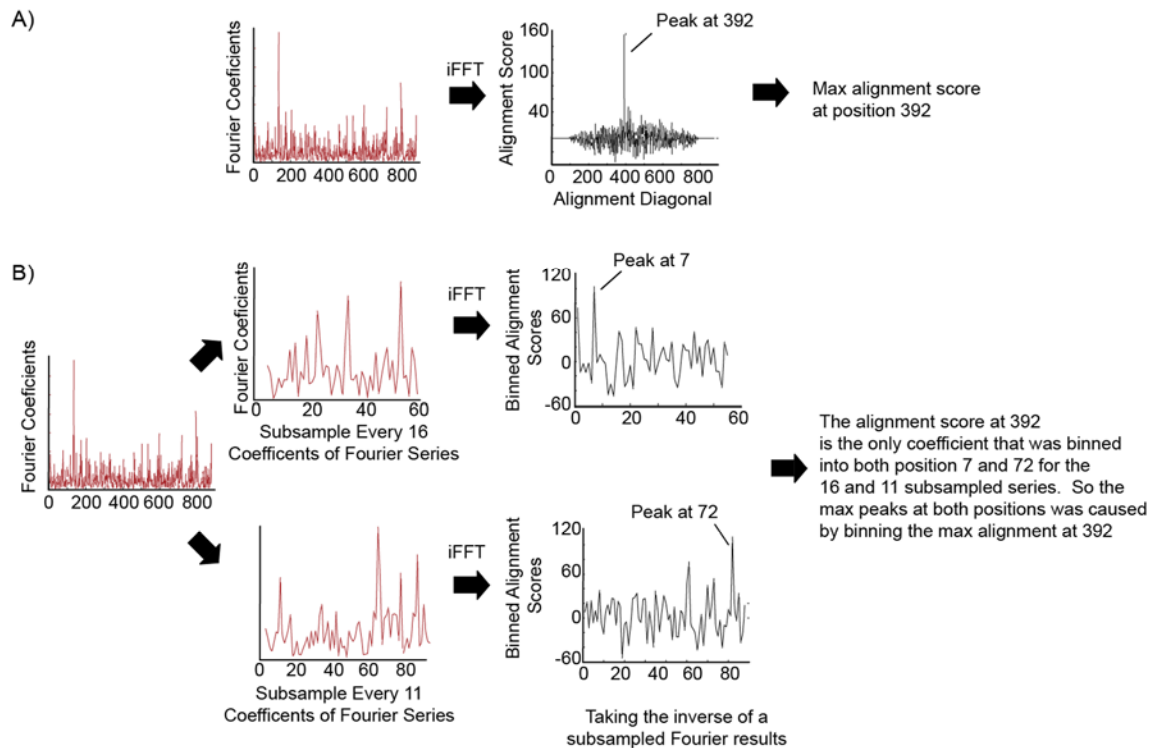 A)
Fourier Coeficients
200 400 600 800
iFFT
Peak at 392
Alignment Score
160
100
40
0 200 400 600 800
Alignment Diagonal
Max alignment score
at position 392
B)
Fourier Coeficients
0 200 400 600 800
Fourier Coeficients
0 20 40 60
Subsample Every 16
Coefficents of Fourier Series
iFFT
Peak at 7
Binned Alignment
Scores
120
60
0
-60
0 20 40 60
0 20 40 60 80
Subsample Every 11
Coefficents of Fourier Series
iFFT
Peak at 72
Binned Alignment
Scores
120
60
0
-60
0 20 40 60 80
Taking the inverse of a
subsampled Fourier results
The alignment score at 392
is the only coefficient that was binned
into both position 7 and 72 for the
16 and 11 subsampled series. So the
max peaks at both positions was caused
by binning the max alignment at 392